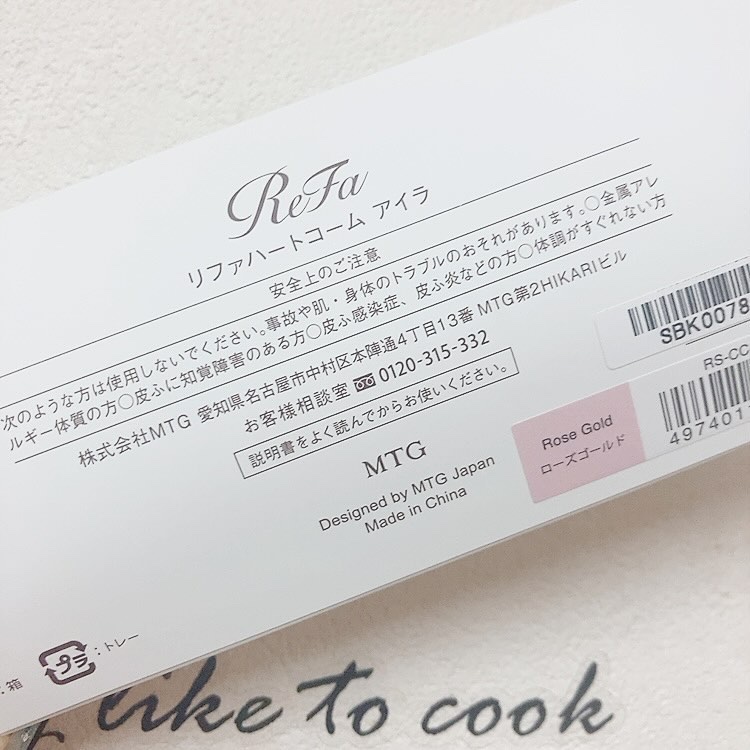 ReFa
リファハートコーム アイラ
安全上のご注意
次のような方は使用しないでください。事故や肌・身体のトラブルのおそれがあります。○金属アレ
ルギー体質の方○皮ふに知覚障害のある方○皮ふ感染症、皮ふ炎などの方○体調がすぐれない方
株式会社MTG 愛知県名古屋市中村区本陣通4丁目13番 MTG第2HIKARIビル
お客様相談室 0120-315-332
説明書をよく読んでからお使いください。
MTG
Designed by MTG Japan
Made in China
SBK0078
RS-CC
Rose Gold
ローズゴールド
497401
:箱
プラ
:トレー
like to cook